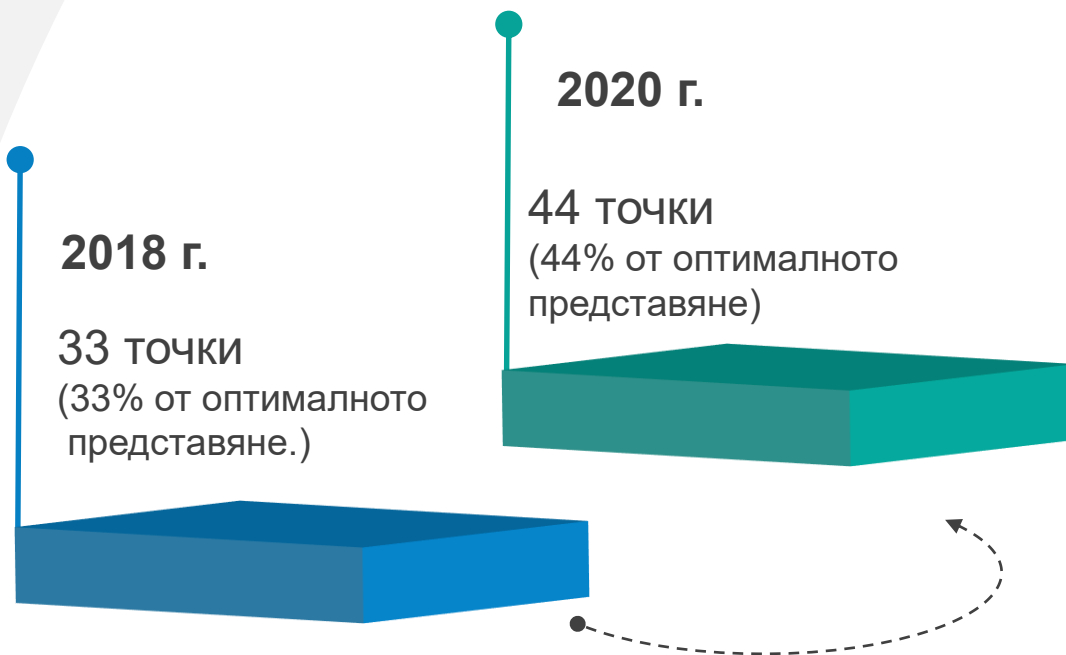 2018 г.
33 точки
(33% от оптималното
представяне.)
2020 г.
44 точки
(44% от оптималното
представяне)